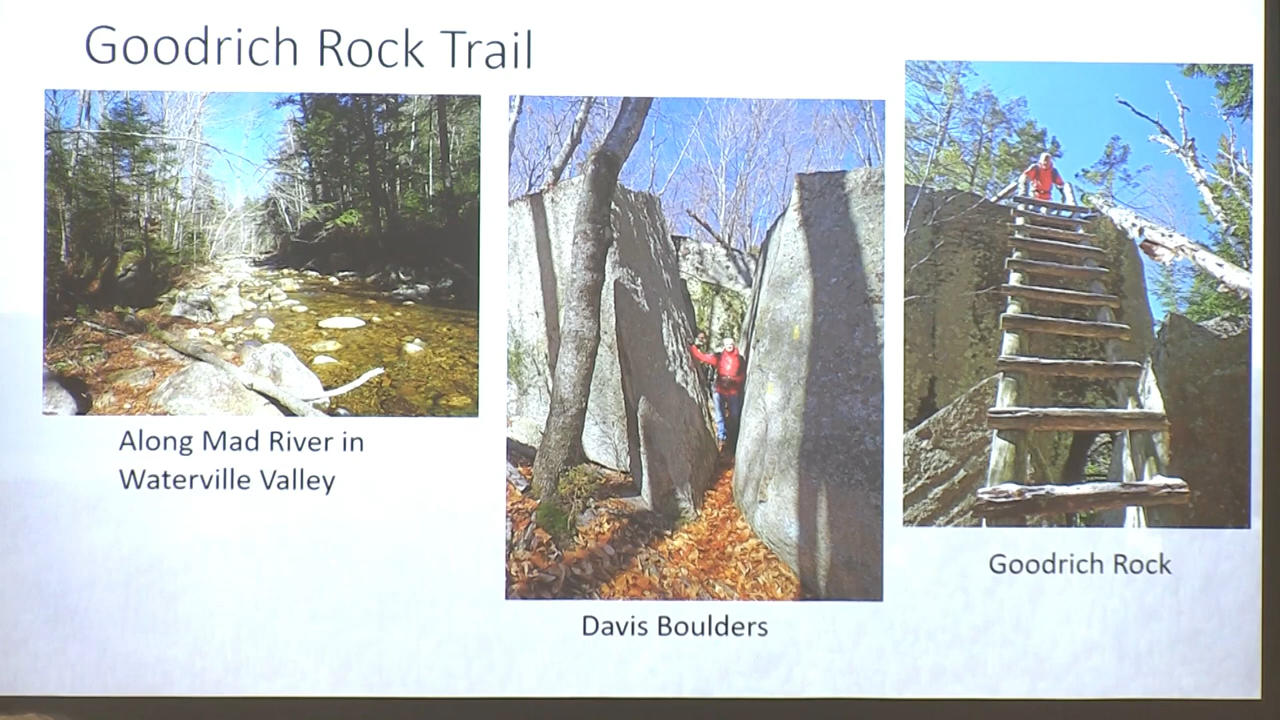 Goodrich Rock Trail
Along Mad River in
Waterville Valley
Davis Boulders
Goodrich Rock